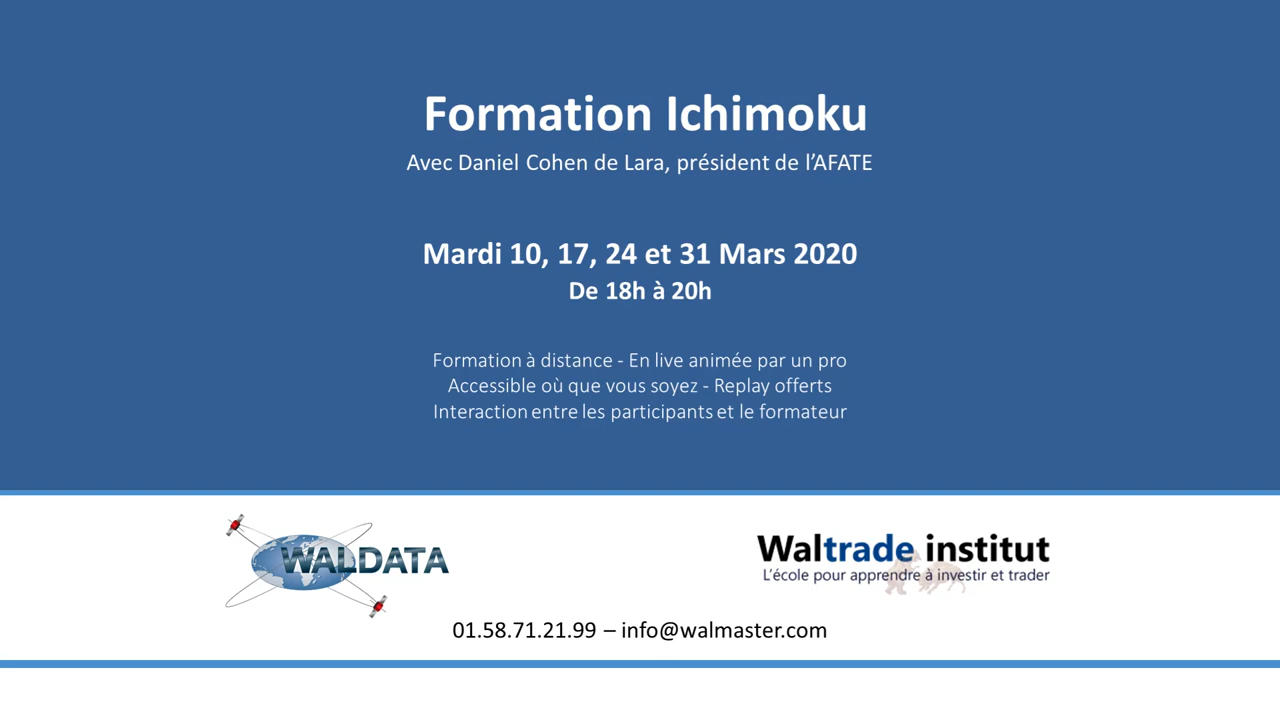 Formation Ichimoku
Avec Daniel Cohen de Lara, président de l’AFATE
Mardi 10, 17, 24 et 31 Mars 2020
De 18h à 20h
Formation à distance - En live animée par un pro
Accessible où que vous soyez - Replay offerts
Interaction entre les participants et le formateur
WALDATA
Waltrade institut
L'école pour apprendre à investir et trader
01.58.71.21.99 – info@walmaster.com